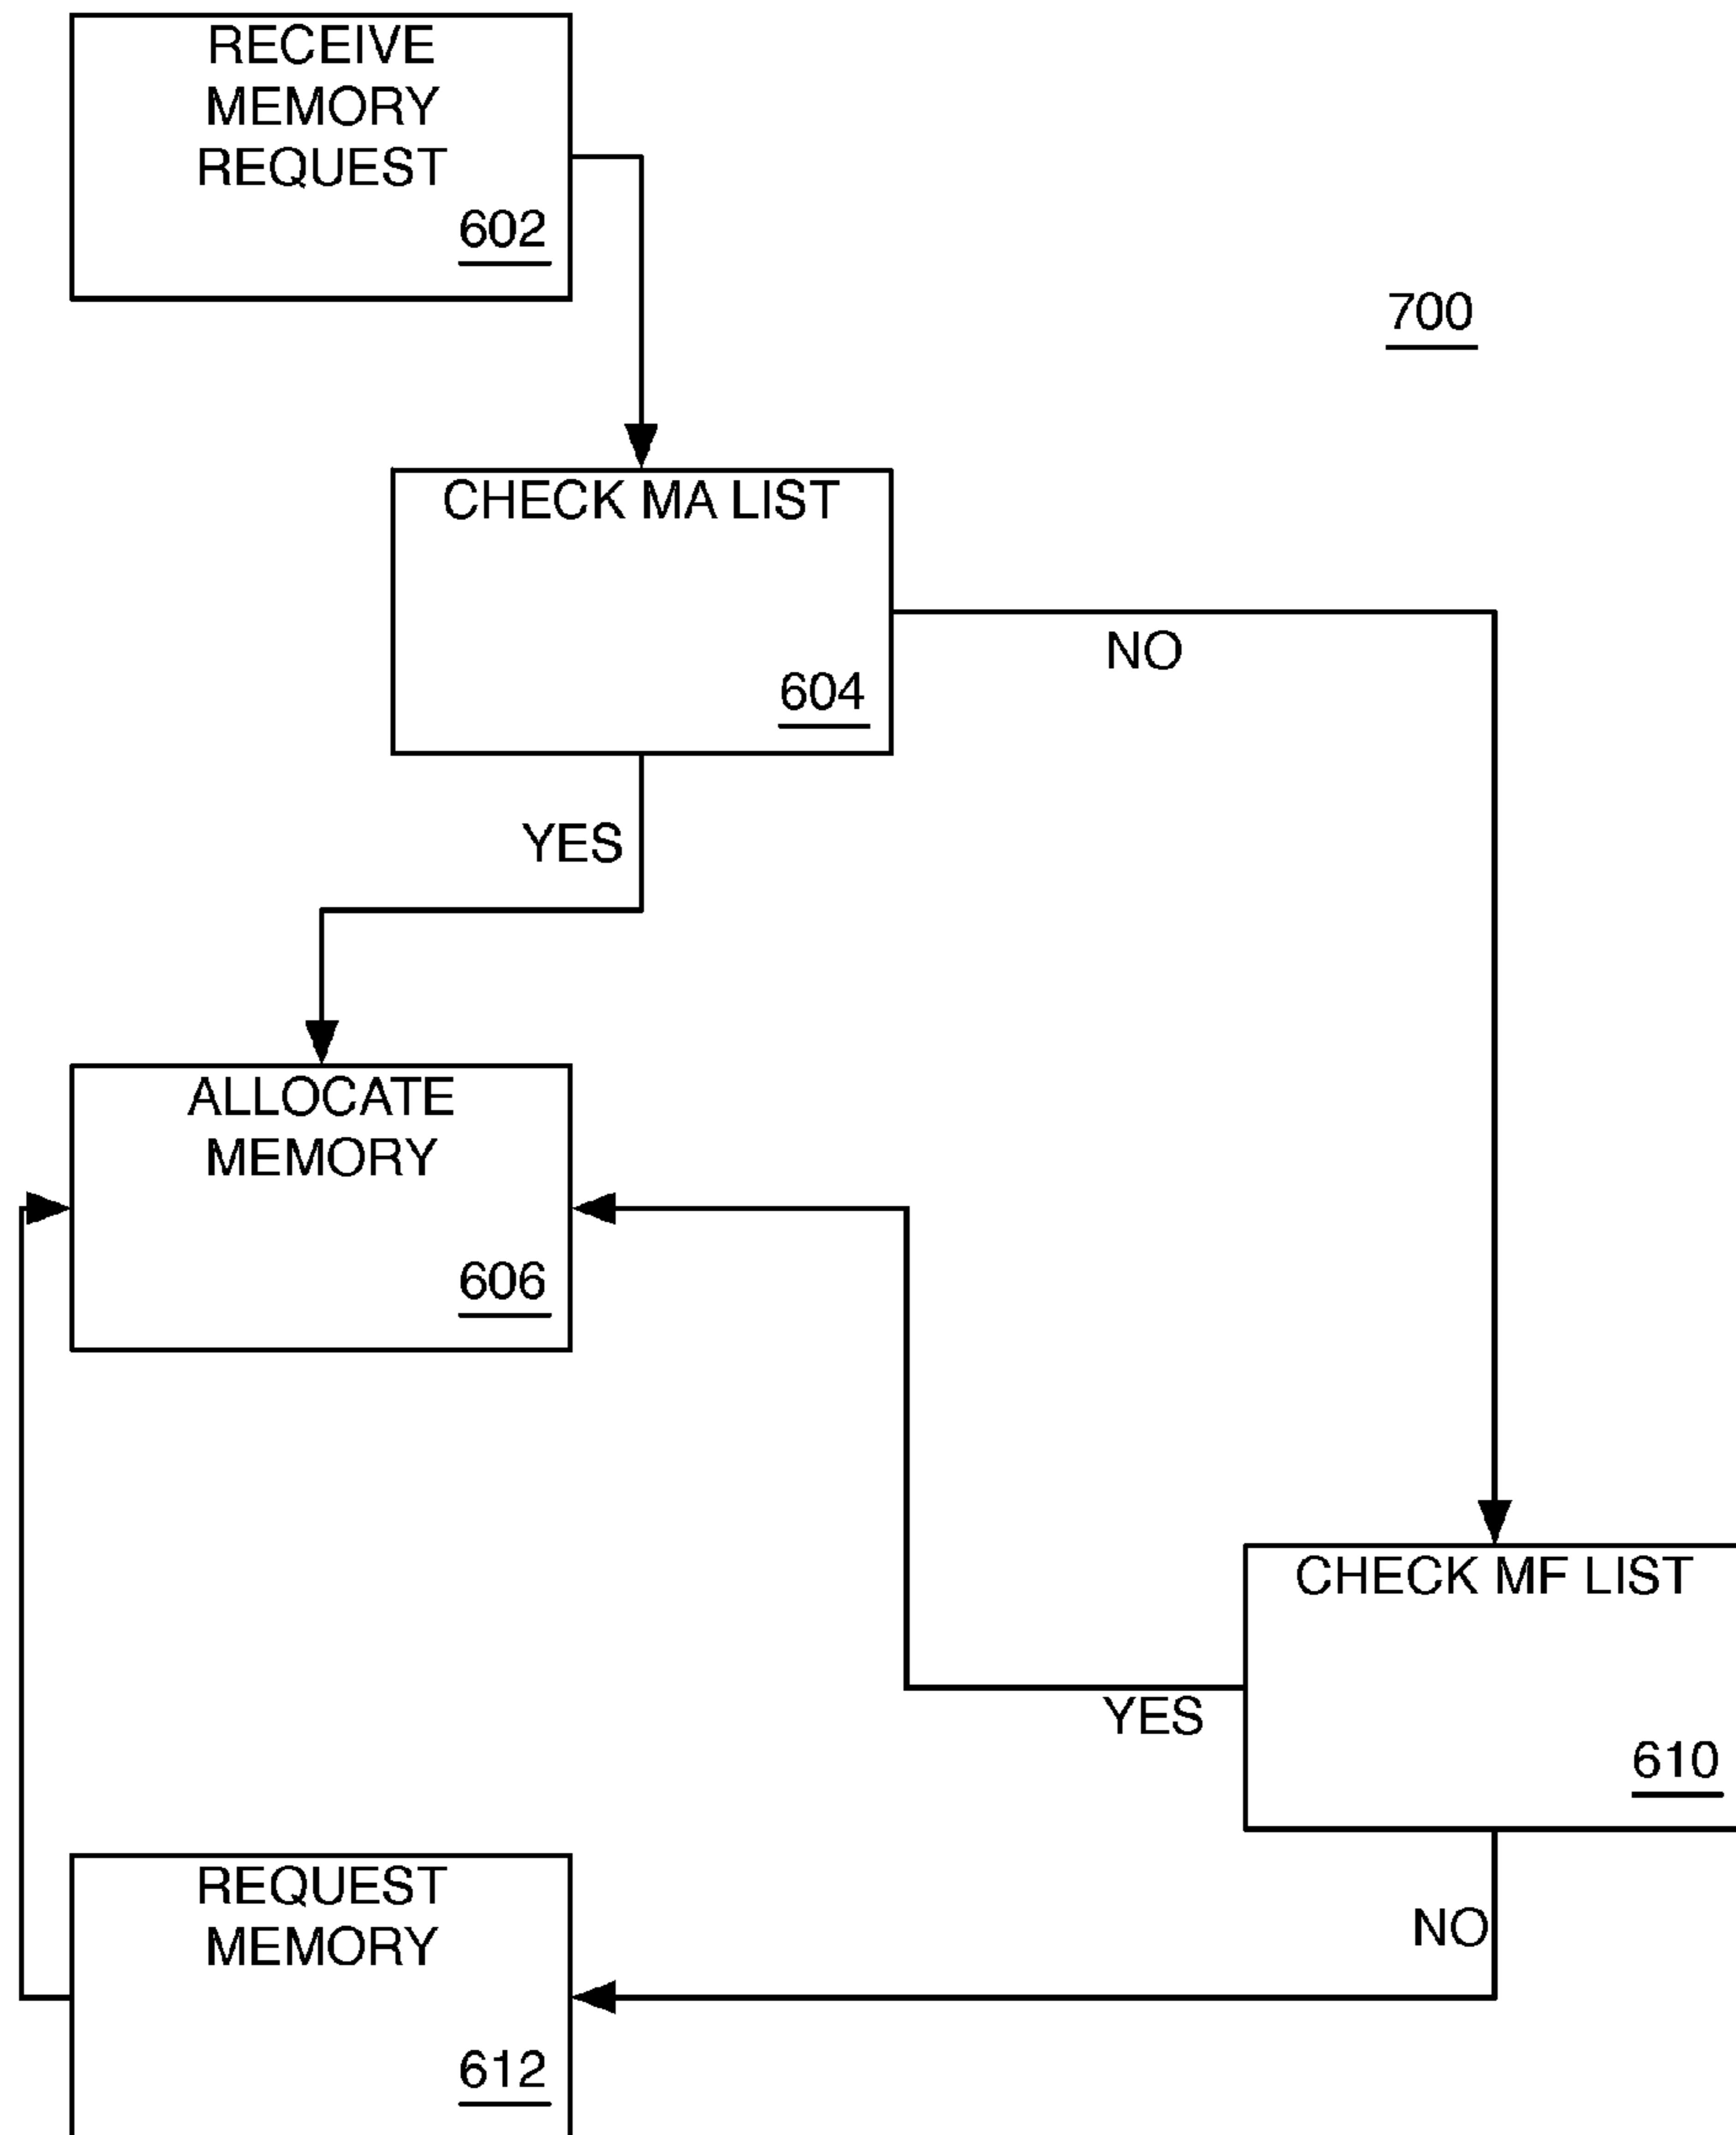 RECEIVE
MEMORY
REQUEST
602
700
CHECK MA LIST
604
NO
YES
ALLOCATE
MEMORY
606
CHECK MF LIST
YES
610
REQUEST
MEMORY
NO
612